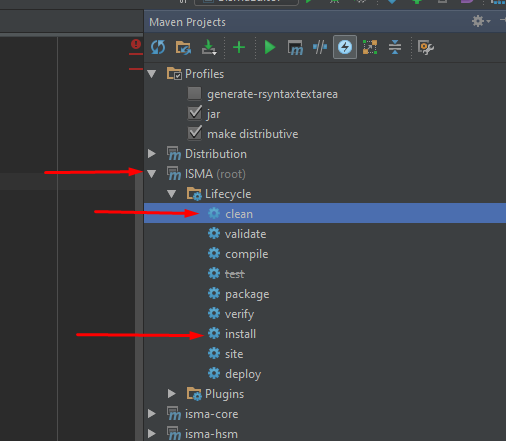 Maven Projects
Profiles
generate-rsyntaxtextarea
jar
make distributive
Distribution
ISMA (root)
Lifecycle
clean
validate
compile
test
package
verify
install
site
deploy
Plugins
isma-core
isma-hsm